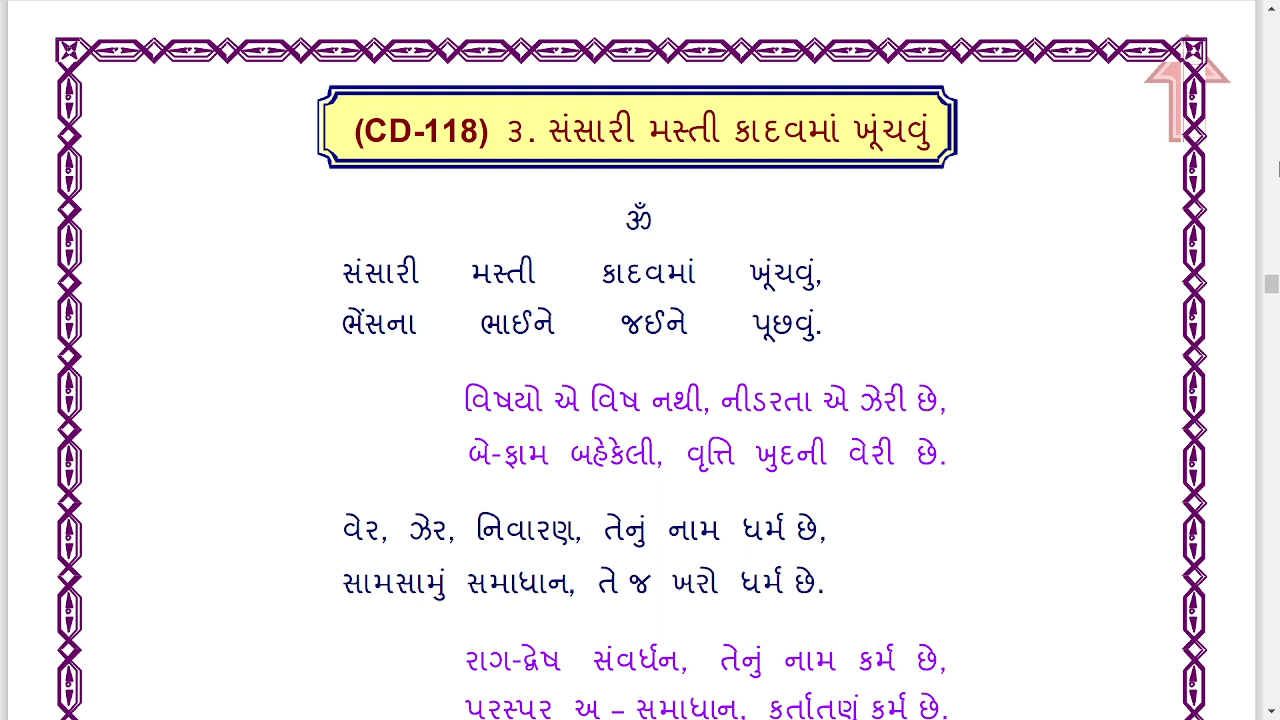 (CD-118) ૩. સંસારી મસ્તી કાદવમાં ખૂંચવું
ૐ
સંસારી મસ્તી કાદવમાં ખૂંચવું,
ભેંસના ભાઈને જઈને પૂછવું.
વિષયો એ વિષ નથી, નીડરતા એ ઝેરી છે,
બે-ફામ બહેકેલી, વૃત્તિ ખુદની વેરી છે.
વેર, ઝેર, નિવારણ, તેનું નામ ધર્મ છે,
સામસામું સમાધાન, તે જ ખરો ધર્મ છે.
રાગ-દ્વેષ સંવર્ધન, તેનું નામ કર્મ છે,
પરસ્પર અ – સમાધાન, કર્તાતણું કર્મ છે.